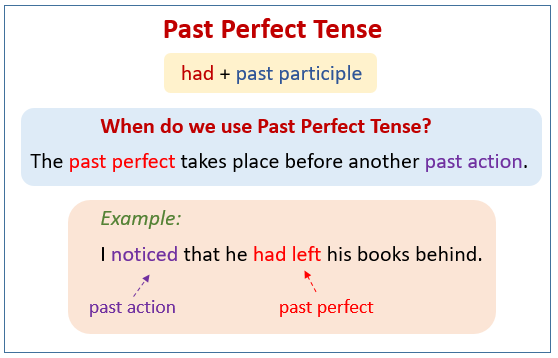 Past Perfect Tense
had + past participle
When do we use Past Perfect Tense?
The past perfect takes place before another past action.
Example:
I noticed that he had left his books behind.
past action past perfect